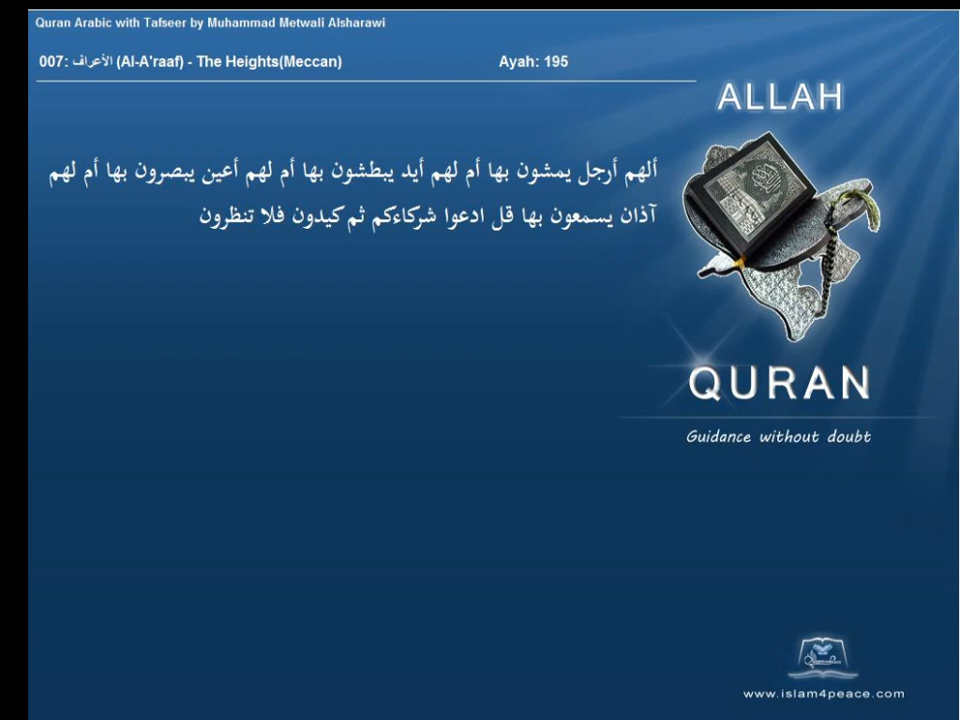 Quran Arabic with Tafseer by Muhammad Metwali Alsharawi
007: الأعراف (Al-A'raaf) - The Heights(Meccan) Ayah: 195
ALLAH
ألهم أرجل يمشون بها أم لهم أيد يبطشون بها أم لهم أعين يبصرون بها أم لهم
آذان يسمعون بها قل ادعوا شركاءكم ثم كيدون فلا تنظرون
QURAN
Guidance without doubt
www.islam4peace.com